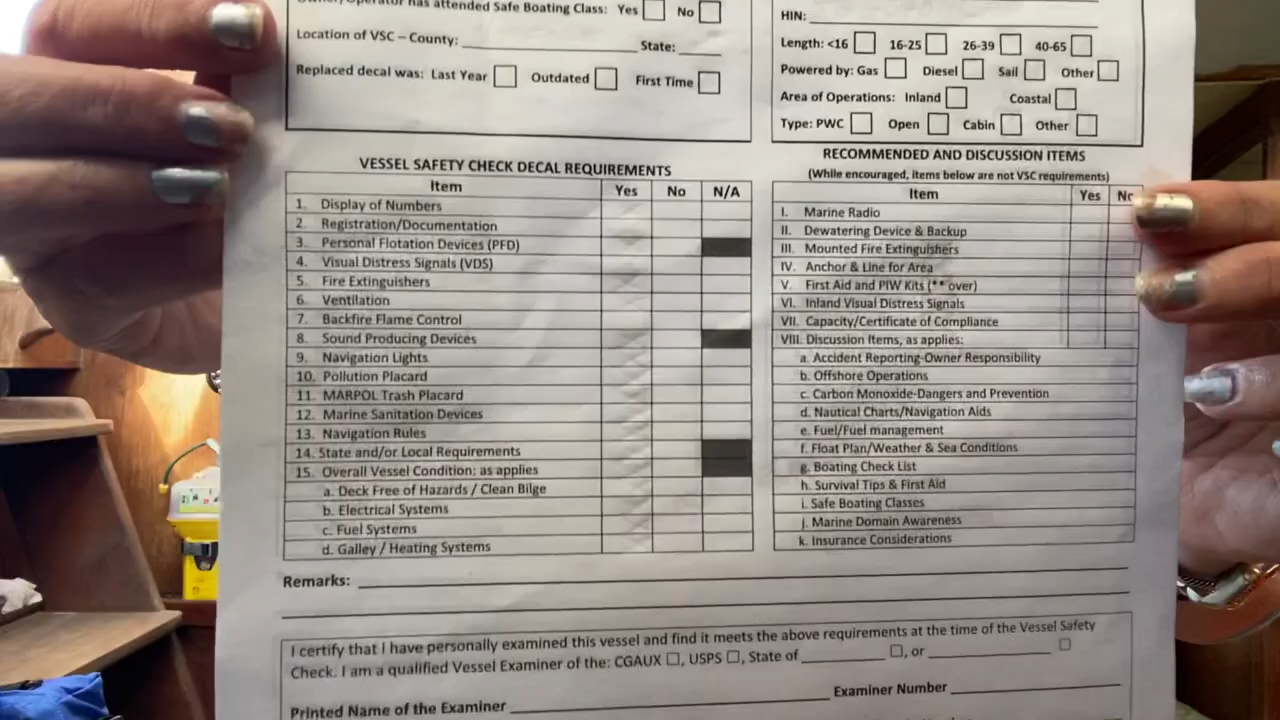 Owner/Operator has attended Safe Boating Class: Yes No
Location of VSC – County: State:
Replaced decal was: Last Year Outdated First Time
HIN:
Length: <16 16-25 26-39 40-65
Powered by: Gas Diesel Sail Other
Area of Operations: Inland Coastal
Type: PWC Open Cabin Other
VESSEL SAFETY CHECK DECAL REQUIREMENTS
Item Yes No N/A
1. Display of Numbers
2. Registration/Documentation
3. Personal Flotation Devices (PFD)
4. Visual Distress Signals (VDS)
5. Fire Extinguishers
6. Ventilation
7. Backfire Flame Control
8. Sound Producing Devices
9. Navigation Lights
10. Pollution Placard
11. MARPOL Trash Placard
12. Marine Sanitation Devices
13. Navigation Rules
14. State and/or Local Requirements
15. Overall Vessel Condition: as applies
a. Deck Free of Hazards / Clean Bilge
b. Electrical Systems
c. Fuel Systems
d. Galley / Heating Systems
RECOMMENDED AND DISCUSSION ITEMS
(While encouraged, items below are not VSC requirements)
Item Yes No
I. Marine Radio
II. Dewatering Device & Backup
III. Mounted Fire Extinguishers
IV. Anchor & Line for Area
V. First Aid and PIW Kits (** over)
VI. Inland Visual Distress Signals
VII. Capacity/Certificate of Compliance
VIII. Discussion Items, as applies:
a. Accident Reporting-Owner Responsibility
b. Offshore Operations
c. Carbon Monoxide-Dangers and Prevention
d. Nautical Charts/Navigation Aids
e. Fuel/Fuel management
f. Float Plan/Weather & Sea Conditions
g. Boating Check List
h. Survival Tips & First Aid
i. Safe Boating Classes
j. Marine Domain Awareness
k. Insurance Considerations
Remarks:
I certify that I have personally examined this vessel and find it meets the above requirements at the time of the Vessel Safety
Check. I am a qualified Vessel Examiner of the: CGAUX ☐, USPS ☐, State of ☐, or ☐
Printed Name of the Examiner Examiner Number